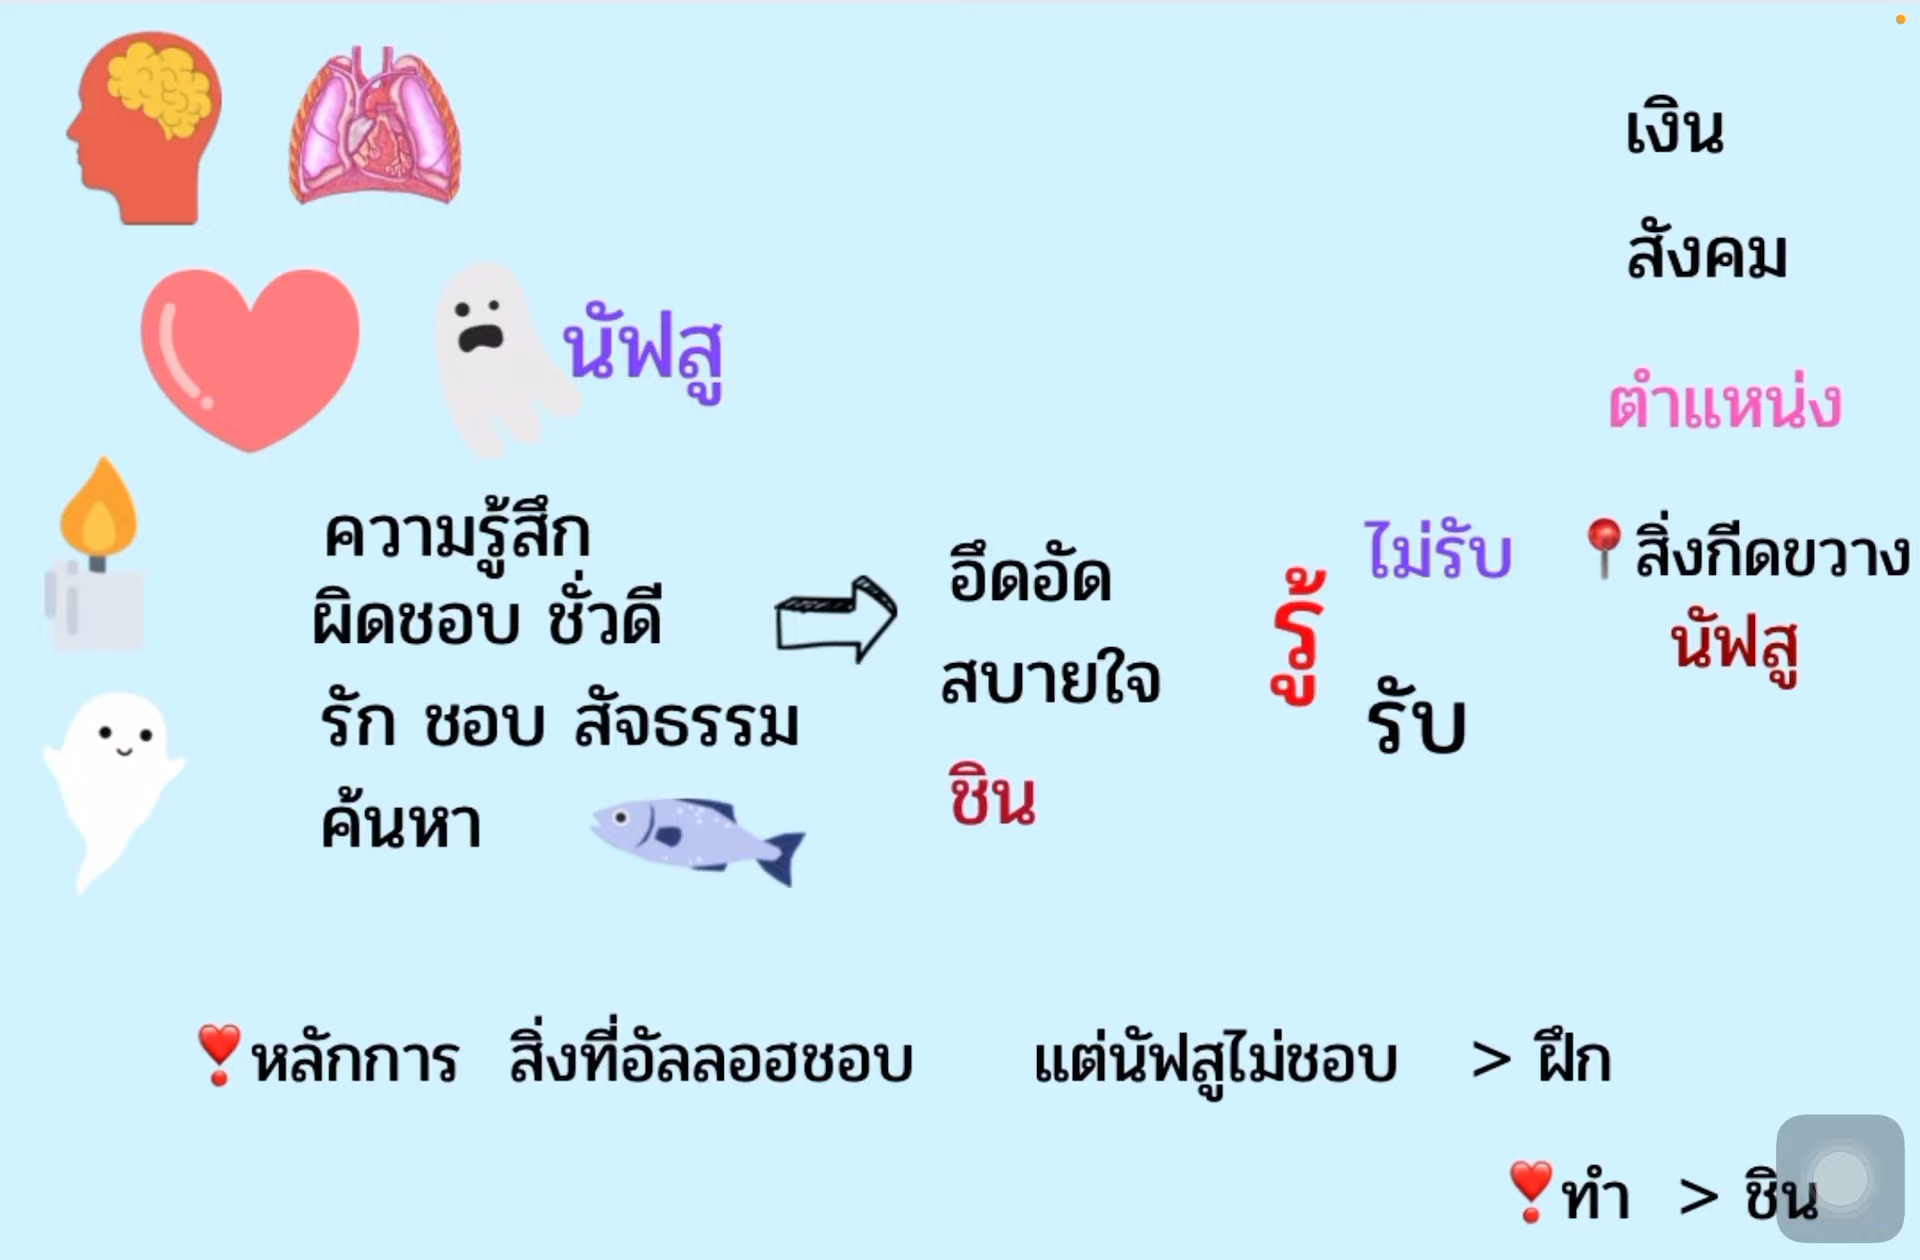 เงิน
สังคม
นัฟสู
ตำแหน่ง
ความรู้สึก
ผิดชอบ ชั่วดี
รัก ชอบ สัจธรรม
ค้นหา
อึดอัด
สบายใจ
ชิน
รู้
ไม่รับ
รับ
สิ่งกีดขวาง
นัฟสู
หลักการ สิ่งที่อัลลอฮชอบ แต่นัฟสูไม่ชอบ > ฝึก
ทำ > ชิน